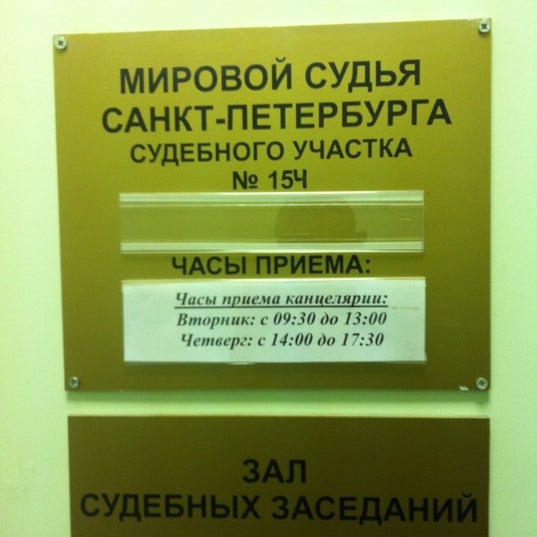 МИРОВОЙ СУДЬЯ
САНКТ-ПЕТЕРБУРГА
СУДЕБНОГО УЧАСТКА
№ 15Ч
ЧАСЫ ПРИЕМА:
Часы приема канцелярии:
Вторник: с 09:30 до 13:00
Четверг: с 14:00 до 17:30
ЗАЛ
СУДЕБНЫХ ЗАСЕДАНИЙ